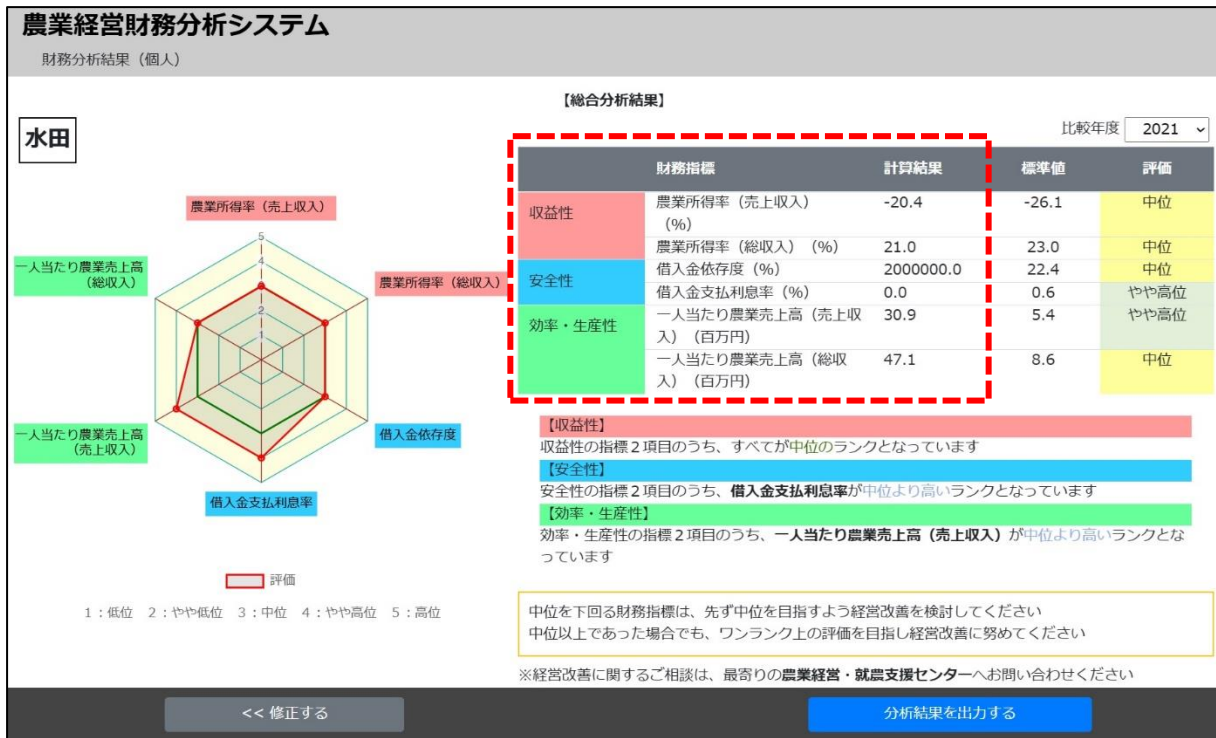 農業経営財務分析システム
財務分析結果（個人）
【総合分析結果】
水田
比較年度 2021
農業所得率（売上収入）
農業所得率（総収入）
借入金依存度
借入金支払利息率
一人当たり農業売上高
（売上収入）
一人当たり農業売上高
（総収入）
5
4
3
2
1
評価
1：低位 2：やや低位 3：中位 4：やや高位 5：高位
財務指標 計算結果 標準値 評価
収益性 農業所得率（売上収入） -20.4 -26.1 中位
（%）
農業所得率（総収入）（%） 21.0 23.0 中位
安全性 借入金依存度（%） 2000000.0 22.4 中位
借入金支払利息率（%） 0.0 0.6 やや高位
効率・生産性 一人当たり農業売上高（売上収 30.9 5.4 やや高位
入）（百万円）
一人当たり農業売上高（総収 47.1 8.6 中位
入）（百万円）
【収益性】
収益性の指標２項目のうち、すべてが中位のランクとなっています
【安全性】
安全性の指標２項目のうち、借入金支払利息率が中位より高いランクとなっています
【効率・生産性】
効率・生産性の指標２項目のうち、一人当たり農業売上高（売上収入）が中位より高いランクとな
っています
中位を下回る財務指標は、先ず中位を目指すよう経営改善を検討してください
中位以上であった場合でも、ワンランク上の評価を目指し経営改善に努めてください
※経営改善に関するご相談は、最寄りの農業経営・就農支援センターへお問い合わせください
<< 修正する
分析結果を出力する